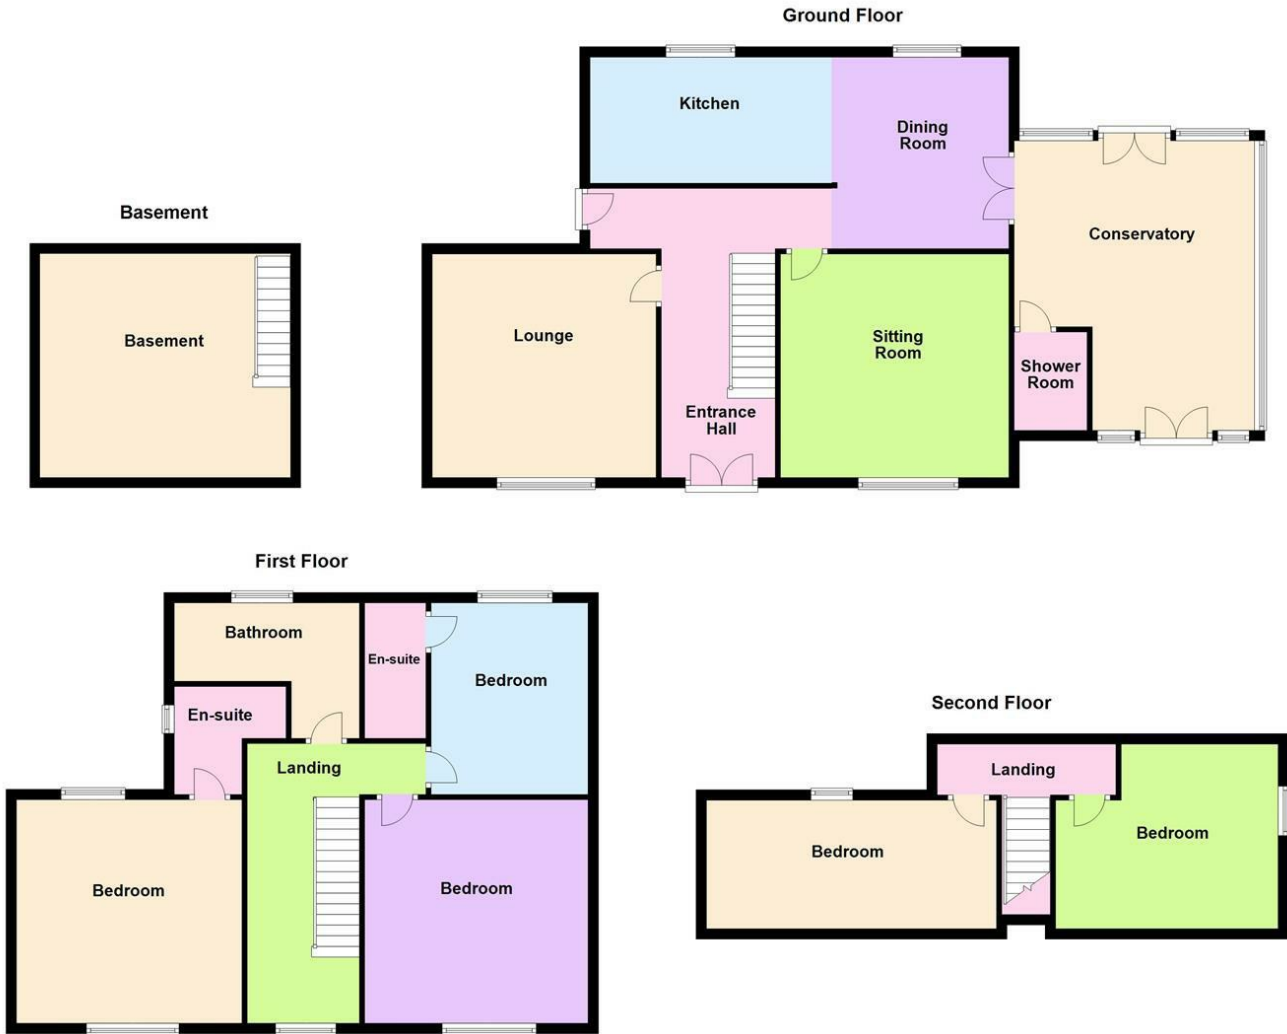 Ground Floor
Kitchen
Dining
Room
Conservatory
Lounge
Sitting
Room
Shower
Room
Entrance
Hall
Basement
Basement
First Floor
Bathroom
En-suite
Bedroom
En-suite
Landing
Bedroom
Bedroom
Second Floor
Landing
Bedroom
Bedroom